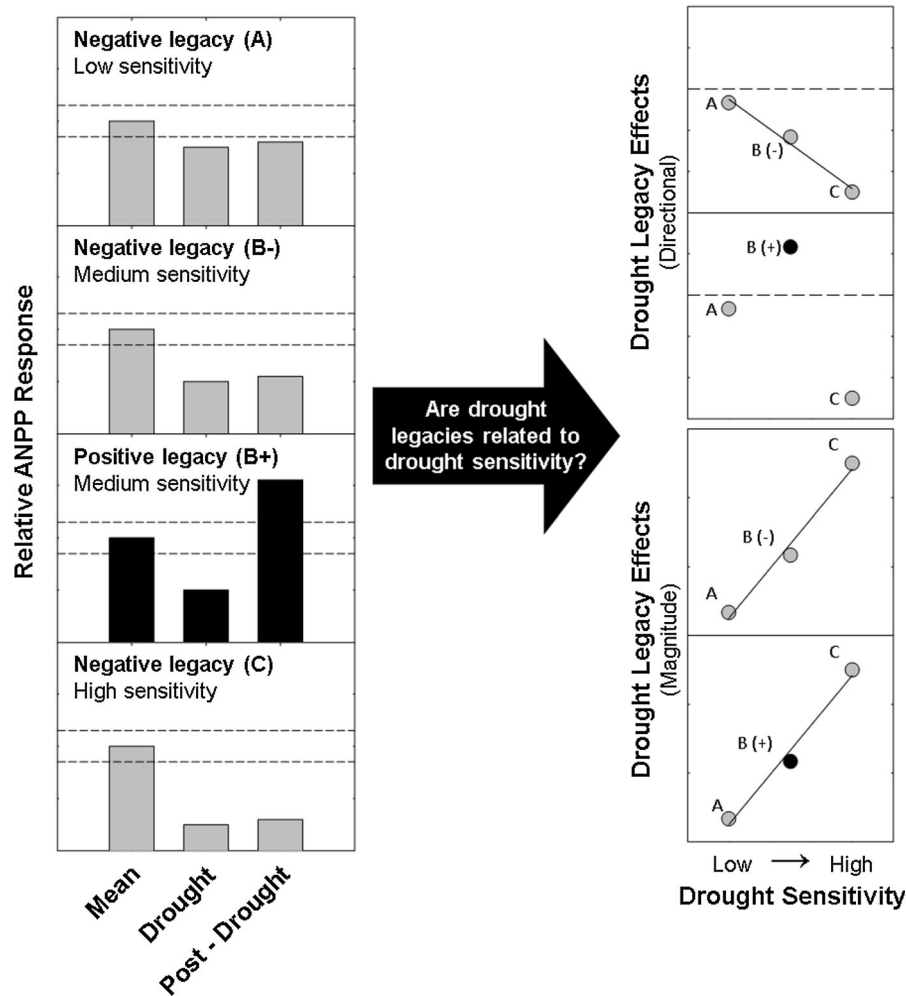 Relative ANPP Response
Negative legacy (A)
Low sensitivity
Negative legacy (B-)
Medium sensitivity
Positive legacy (B+)
Medium sensitivity
Negative legacy (C)
High sensitivity
Mean
Drought
Post - Drought
Are drought
legacies related to
drought sensitivity?
Drought Legacy Effects
(Directional)
A
B (-)
C
B (+)
A
C
Drought Legacy Effects
(Magnitude)
C
B (-)
A
C
B (+)
A
Low → High
Drought Sensitivity